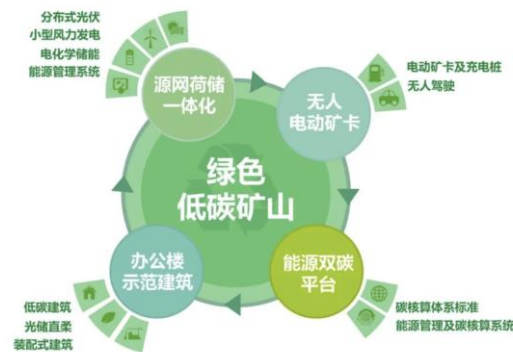 分布式光伏
小型风力发电
电化学储能
能源管理系统
源网荷储
一体化
无人
电动矿卡
电动矿卡及充电桩
无人驾驶
绿色
低碳矿山
办公楼
示范建筑
能源双碳
平台
低碳建筑
光储直柔
装配式建筑
碳核算体系标准
能源管理及碳核算系统